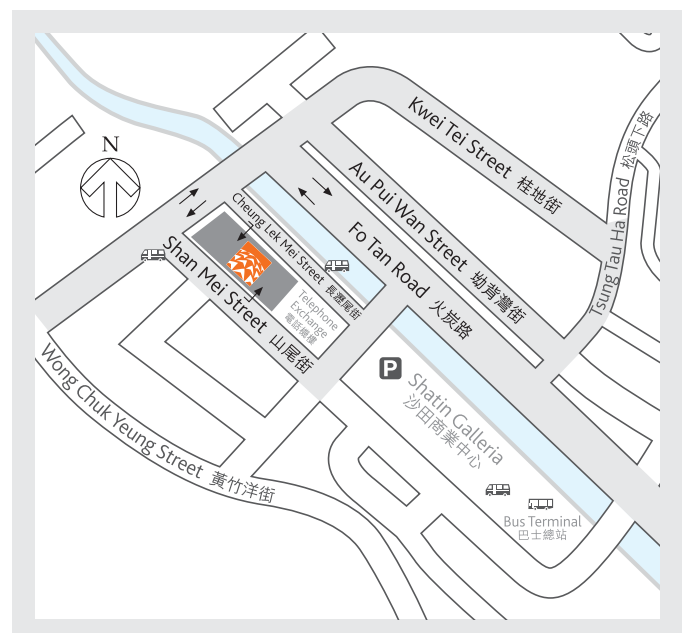 N
Kwei Tei Street 桂地街
Au Pui Wan Street 坳背灣街
Tsung Tau Ha Road 松頭下路
Fo Tan Road 火炭路
Cheung Lek Mei Street 長瀝尾街
Shan Mei Street 山尾街
Telephone
Exchange
電話機樓
Wong Chuk Yeung Street 黃竹洋街
P
Shatin Galleria
沙田商業中心
Bus Terminal
巴士總站